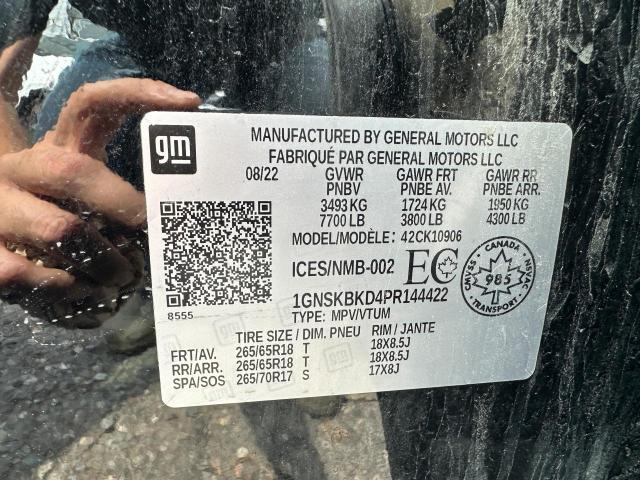 gm
MANUFACTURED BY GENERAL MOTORS LLC
FABRIQUÉ PAR GENERAL MOTORS LLC
08/22 GVWR GAWR FRT GAWR RR
PNBV PNBE AV. PNBE ARR.
3493 KG 1724 KG 1950 KG
7700 LB 3800 LB 4300 LB
MODEL/MODÈLE: 42CK10906
ICES/NMB-002 EC
CANADA
CMVSS 985 NSVAC
TRANSPORT
1GNSKBKD4PR144422
8555 TYPE: MPV/VTUM
TIRE SIZE / DIM. PNEU RIM / JANTE
FRT/AV. 265/65R18 T 18X8.5J
RR/ARR. 265/65R18 T 18X8.5J
SPA/SOS 265/70R17 S 17X8J